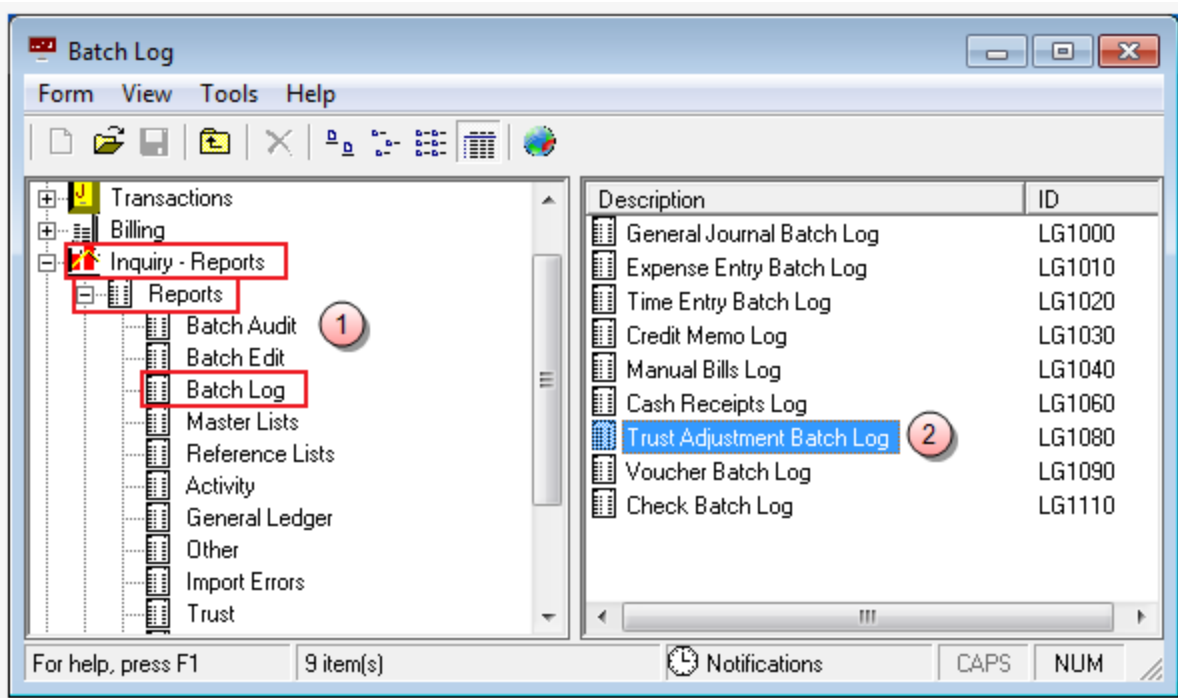 Batch Log
Form View Tools Help
Transactions
Billing
Inquiry - Reports
Reports
Batch Audit
1
Batch Edit
Batch Log
Master Lists
Reference Lists
Activity
General Ledger
Other
Import Errors
Trust
Description ID
General Journal Batch Log LG1000
Expense Entry Batch Log LG1010
Time Entry Batch Log LG1020
Credit Memo Log LG1030
Manual Bills Log LG1040
Cash Receipts Log LG1060
Trust Adjustment Batch Log 2 LG1080
Voucher Batch Log LG1090
Check Batch Log LG1110
For help, press F1 9 item(s) Notifications CAPS NUM